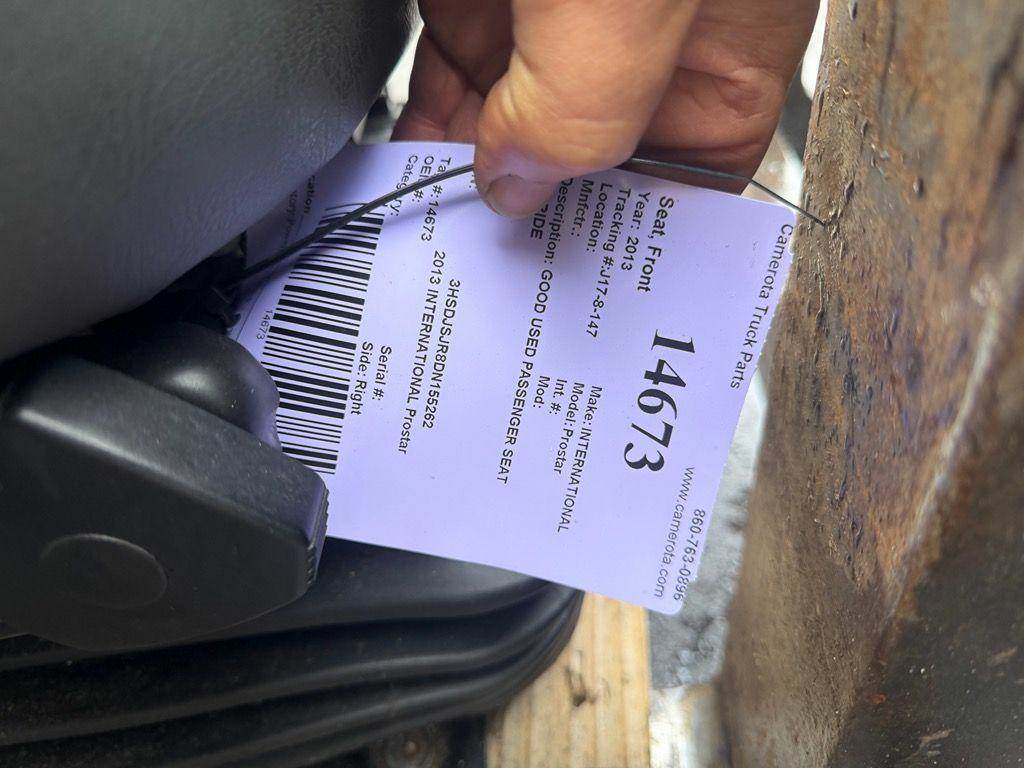 Camerota Truck Parts
860-763-0896
www.camerota.com
14673
Seat, Front
Year: 2013
Tracking #:J17-8-147
Location:
Mnfctr.:
Make: INTERNATIONAL
Model: Prostar
Int. #:
Mod:
Description: GOOD USED PASSENGER SEAT
SIDE
3HSDJSJR8DN155262
2013 INTERNATIONAL Prostar
#:14673
OEM #:
Category:
Serial #:
Side: Right
14673